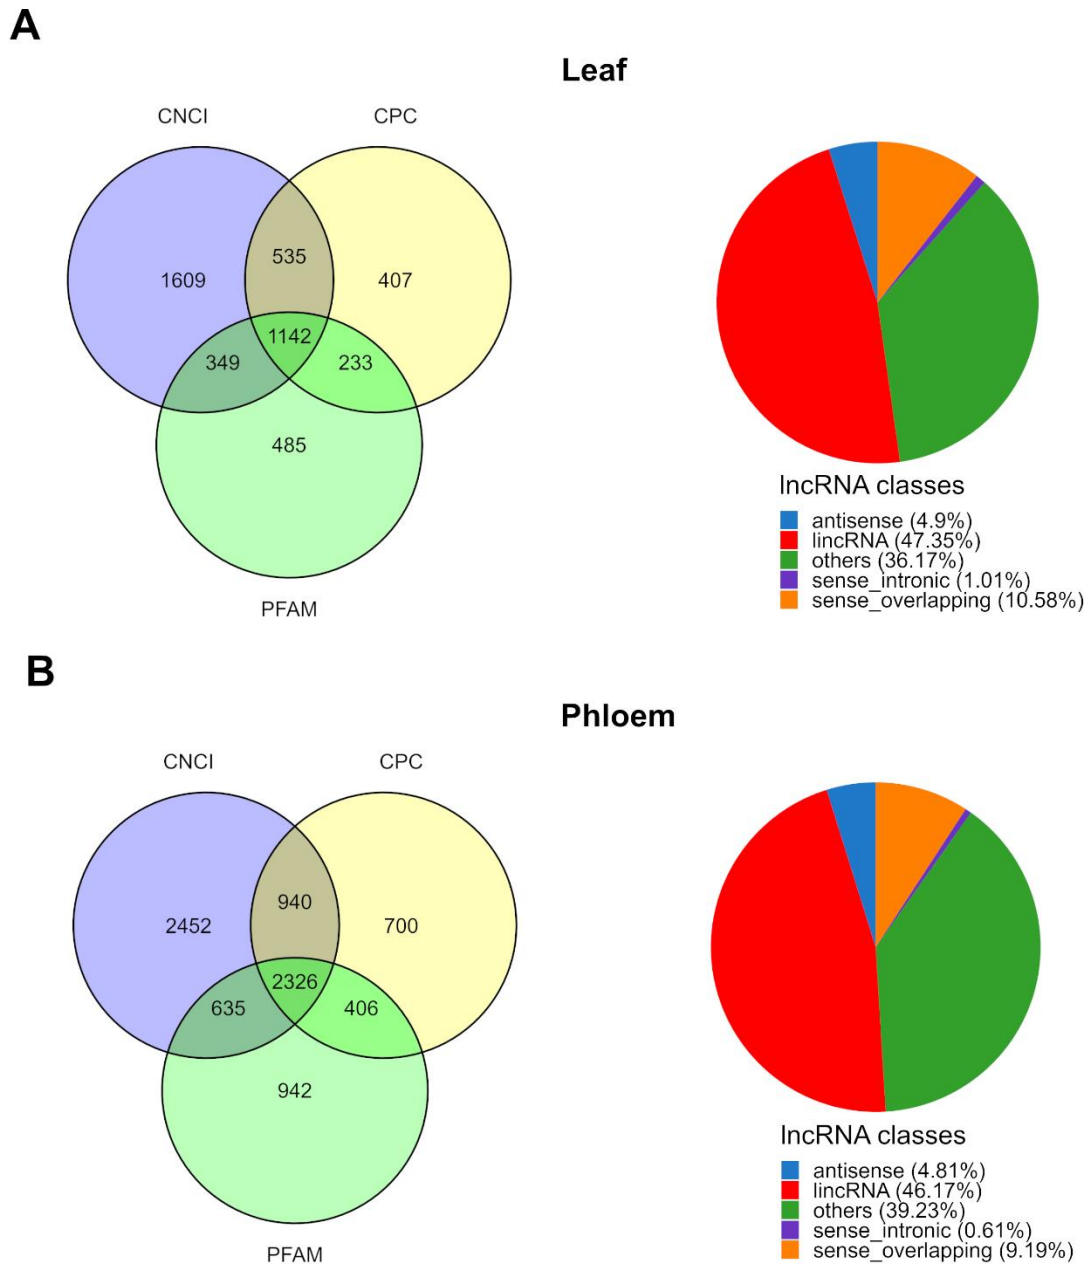 A
Leaf
CNCI
CPC
535
1609
407
1142
349
233
485
PFAM
lncRNA classes
antisense (4.9%)
lincRNA (47.35%)
others (36.17%)
sense_intronic (1.01%)
sense_overlapping (10.58%)
B
Phloem
CNCI
CPC
940
2452
700
2326
635
406
942
PFAM
lncRNA classes
antisense (4.81%)
lincRNA (46.17%)
others (39.23%)
sense_intronic (0.61%)
sense_overlapping (9.19%)